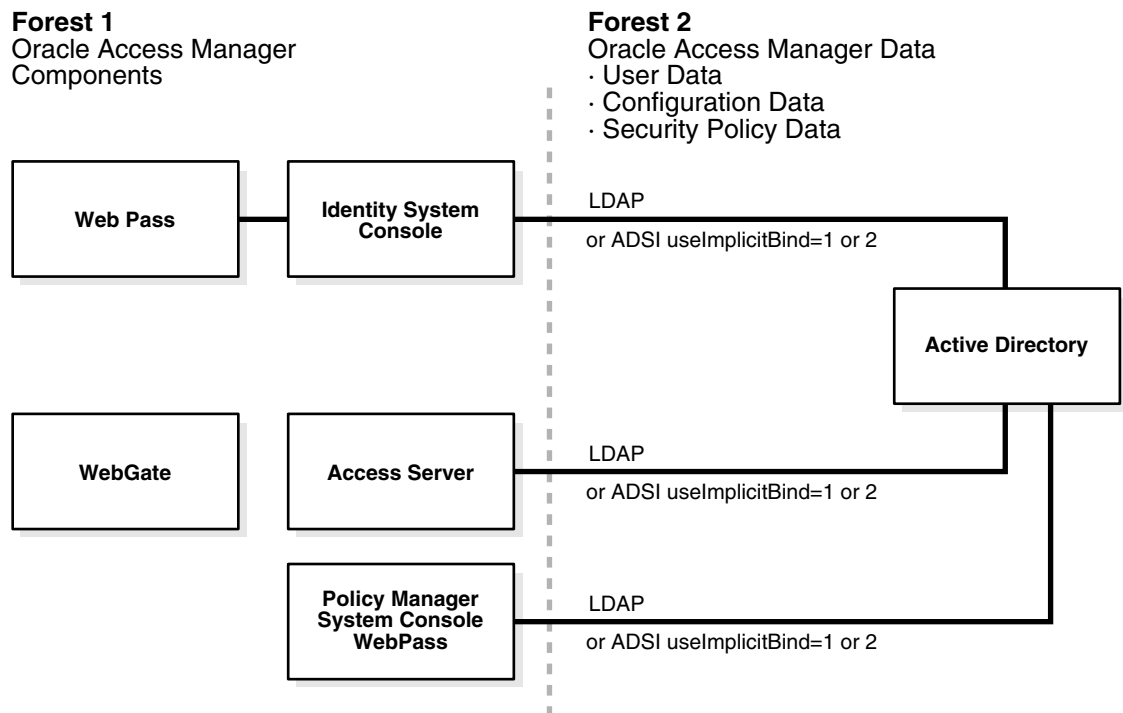 Forest 1
Oracle Access Manager
Components
Forest 2
Oracle Access Manager Data
· User Data
· Configuration Data
· Security Policy Data
Web Pass
Identity System
Console
LDAP
or ADSI useImplicitBind=1 or 2
Active Directory
WebGate
Access Server
LDAP
or ADSI useImplicitBind=1 or 2
Policy Manager
System Console
WebPass
LDAP
or ADSI useImplicitBind=1 or 2